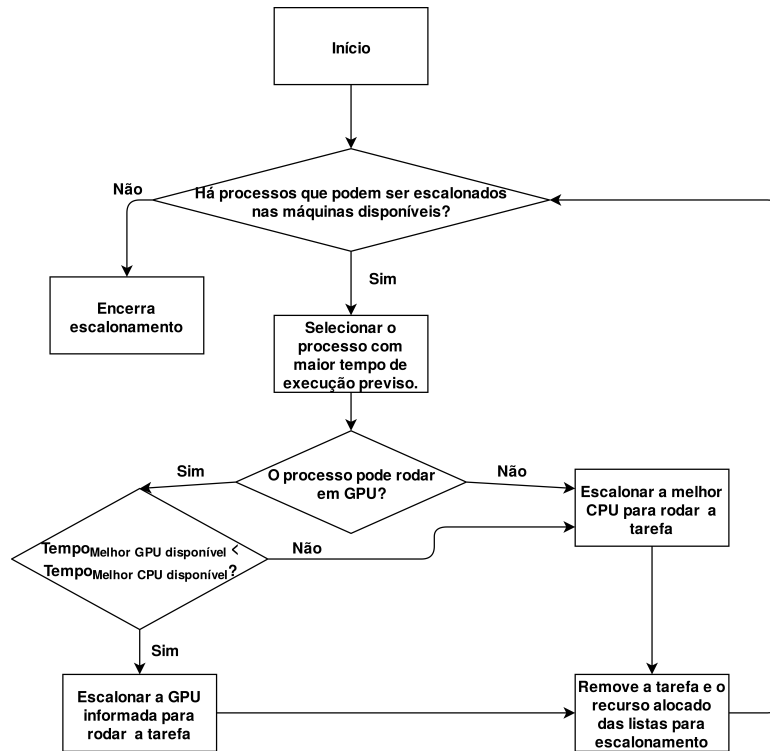 Início
Há processos que podem ser escalonados
nas máquinas disponíveis?
Não
Sim
Encerra
escalonamento
Selecionar o
processo com
maior tempo de
execução previso.
O processo pode rodar
em GPU?
Sim
Não
Escalonar a melhor
CPU para rodar a
tarefa
TempoMelhor GPU disponível <
TempoMelhor CPU disponível?
Não
Sim
Escalonar a GPU
informada para
rodar a tarefa
Remove a tarefa e o
recurso alocado
das listas para
escalonamento